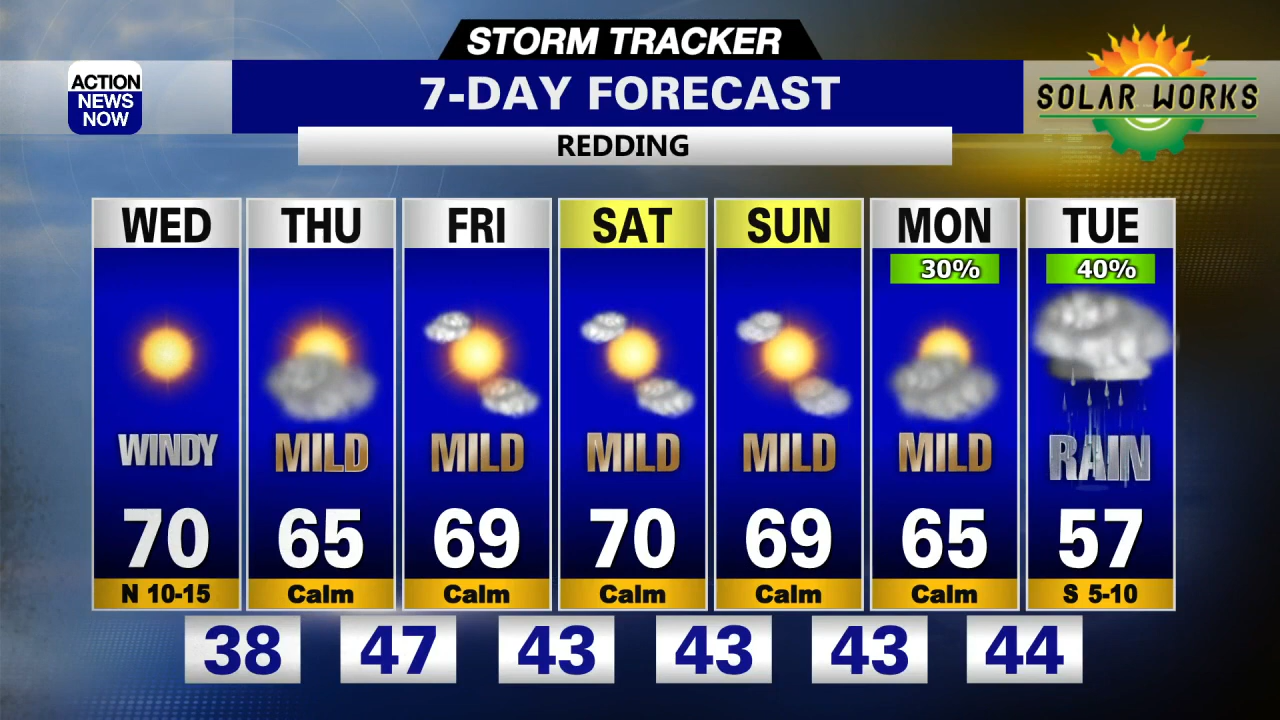 STORM TRACKER
ACTION
NEWS
NOW
7-DAY FORECAST
SOLAR WORKS
REDDING
WED THU FRI SAT SUN MON TUE
30% 40%
WINDY MILD MILD MILD MILD MILD RAIN
70 65 69 70 69 65 57
N 10-15 Calm Calm Calm Calm Calm S 5-10
38 47 43 43 43 44